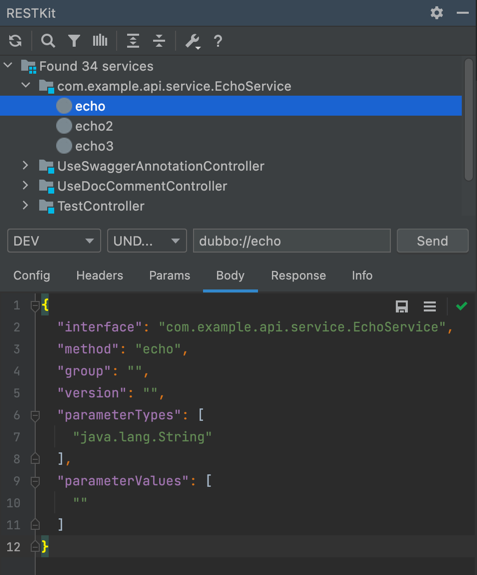 RESTKit
Found 34 services
com.example.api.service.EchoService
echo
echo2
echo3
UseSwaggerAnnotationController
UseDocCommentController
TestController
DEV UND... dubbo://echo Send
Config Headers Params Body Response Info
1 {
2 "interface": "com.example.api.service.EchoService",
3 "method": "echo",
4 "group": "",
5 "version": "",
6 "parameterTypes": [
7 "java.lang.String"
8 ],
9 "parameterValues": [
10 ""
11 ]
12 }